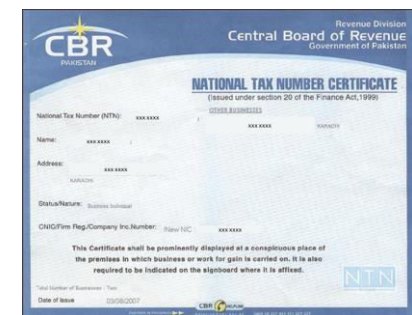 Revenue Division
CBR
PAKISTAN
Central Board of Revenue
Government of Pakistan
NATIONAL TAX NUMBER CERTIFICATE
(Issued under section 20 of the Finance Act,1999)
National Tax Number (NTN): xxx xxxx
OTHER BUSINESSES
xxx xxxx KARACHI
Name: xxx xxxx
Address: xxx xxxx
KARACHI
Status/Nature: Business Individual
CNIC/Firm Reg./Company Inc.Number: New NIC xxx xxxx
This Certificate shall be prominently displayed at a conspicuous place of
the premises in which business or work for gain is carried on. It is also
required to be indicated on the signboard where it is affixed.
NTN
Total Number of Businesses : Two
Date of Issue 03/08/2007
CBR